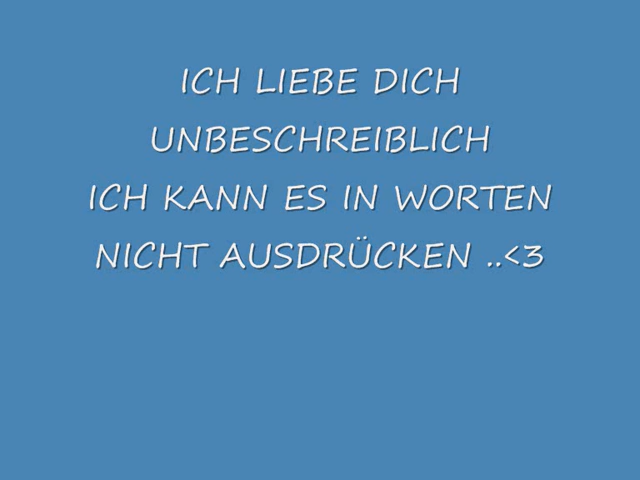 ICH LIEBE DICH
UNBESCHREIBLICH
ICH KANN ES IN WORTEN
NICHT AUSDRÜCKEN ..<3